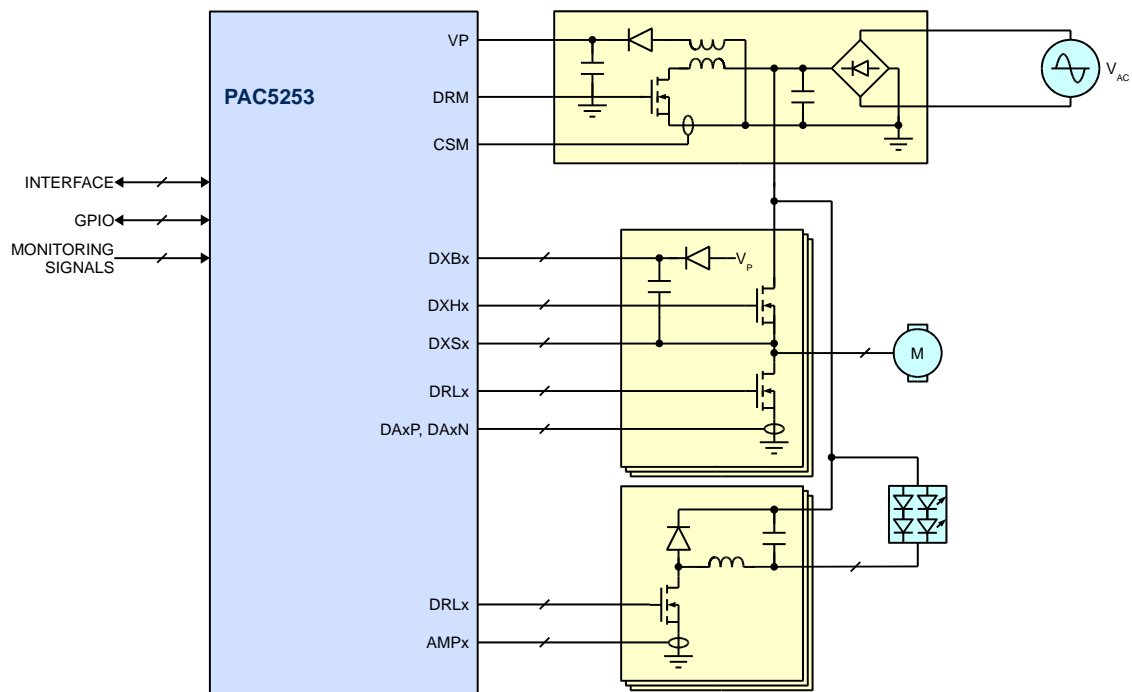 VP
PAC5253
DRM
CSM
V AC
INTERFACE
GPIO
MONITORING
SIGNALS
DXBx
V P
DXHx
DXSx
M
DRLx
DAxP, DAxN
DRLx
AMPx